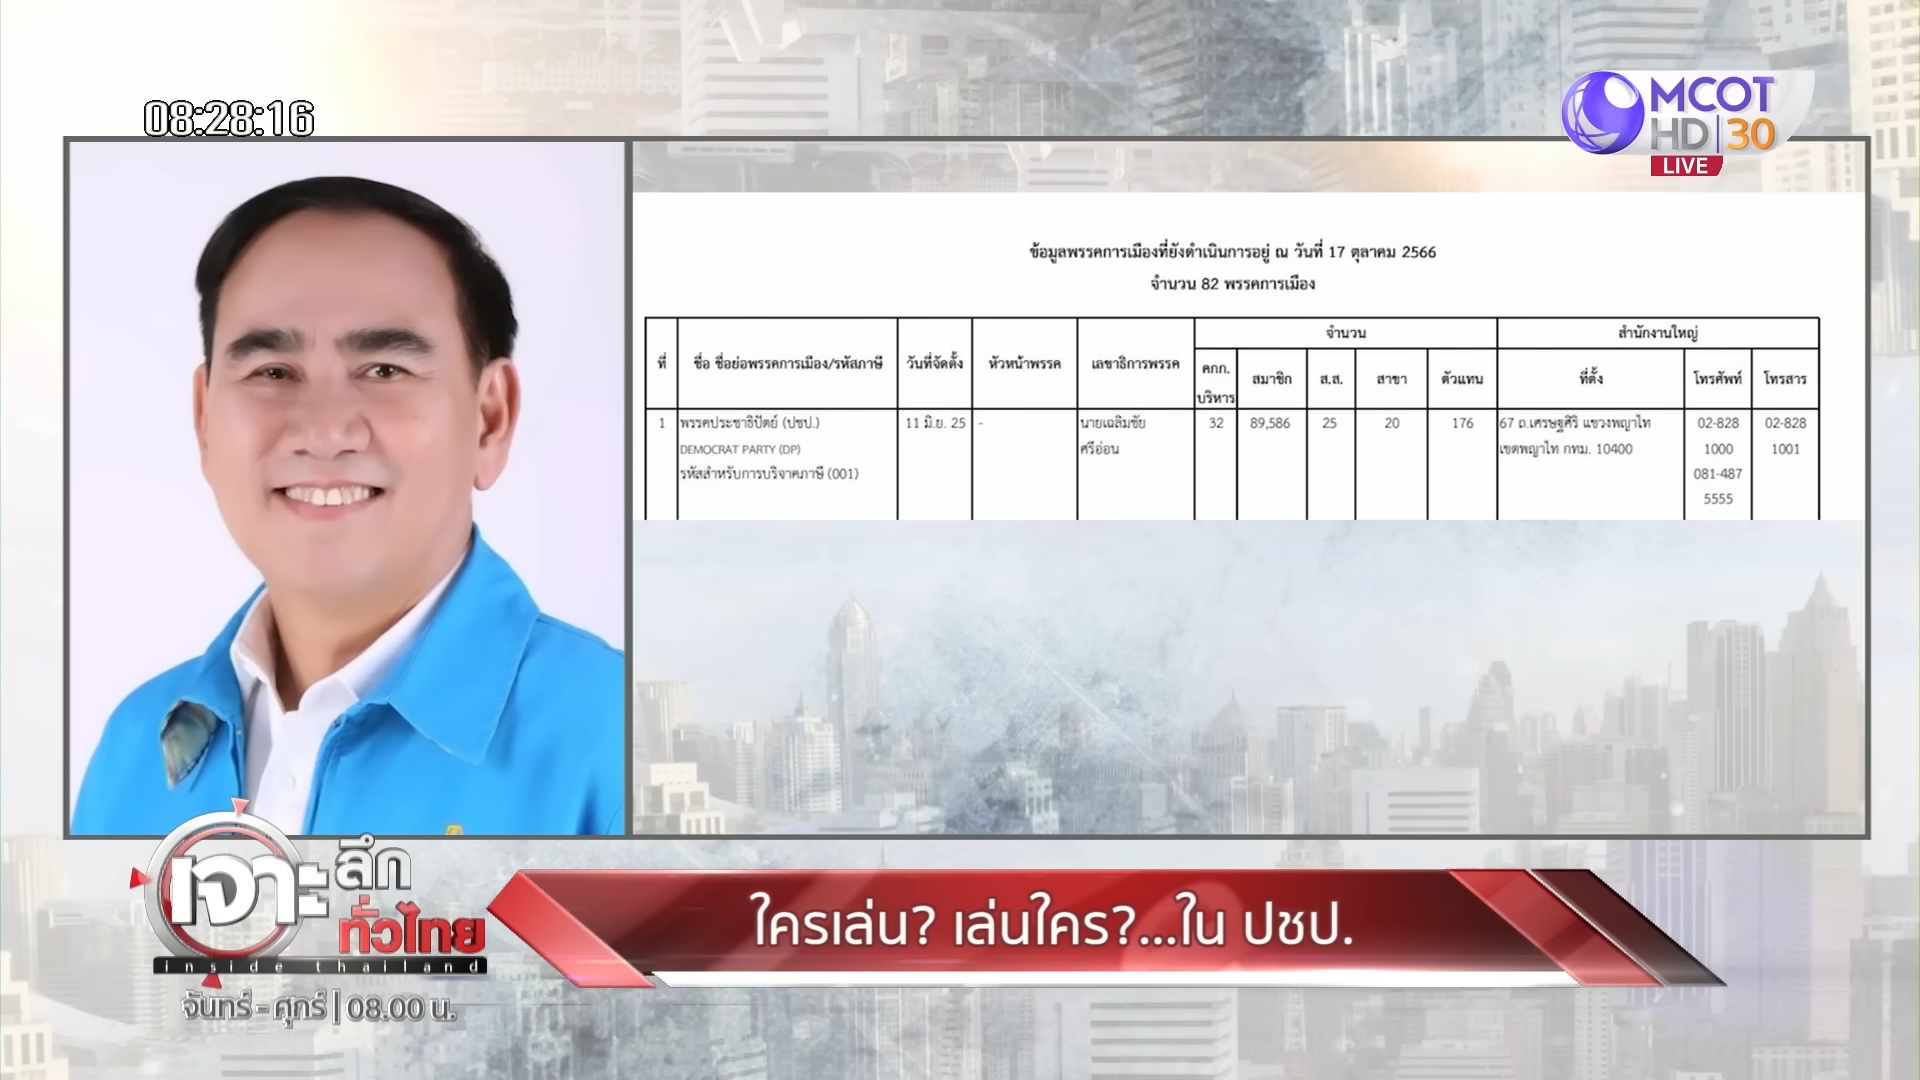 08:28:16
MCOT
HD 30
LIVE
ข้อมูลพรรคการเมืองที่ยังดำเนินการอยู่ ณ วันที่ 17 ตุลาคม 2566
จำนวน 82 พรรคการเมือง
ที่ ชื่อ ชื่อย่อพรรคการเมือง/รหัสภาษี วันที่จัดตั้ง หัวหน้าพรรค เลขาธิการพรรค จำนวน สำนักงานใหญ่
คกก. บริหาร สมาชิก ส.ส. สาขา ตัวแทน ที่ตั้ง โทรศัพท์ โทรสาร
1 พรรคประชาธิปัตย์ (ปชป.) 11 มิ.ย. 25 - นายเฉลิมชัย 32 89,586 25 20 176 67 ถ.เศรษฐศิริ แขวงพญาไท 02-828 02-828
DEMOCRAT PARTY (DP) ศรีอ่อน เขตพญาไท กทม. 10400 1000 1001
รหัสสำหรับการบริจาคภาษี (001) 081-487
5555
เจาะลึก
ทั่วไทย
inside thailand
จันทร์ - ศุกร์ | 08.00 น.
ใครเล่น? เล่นใคร?...ใน ปชป.